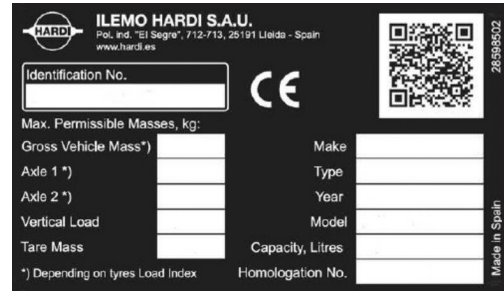 HARDI
ILEMO HARDI S.A.U.
Pol. Ind. "El Segre", 712-713, 25191 Lleida - Spain
www.hardi.es
Identification No.
CE
28598502
Max. Permissible Masses, kg:
Gross Vehicle Mass*)
Axle 1 *)
Axle 2 *)
Vertical Load
Tare Mass
*) Depending on tyres Load Index
Make
Type
Year
Model
Capacity, Litres
Homologation No.
Made in Spain